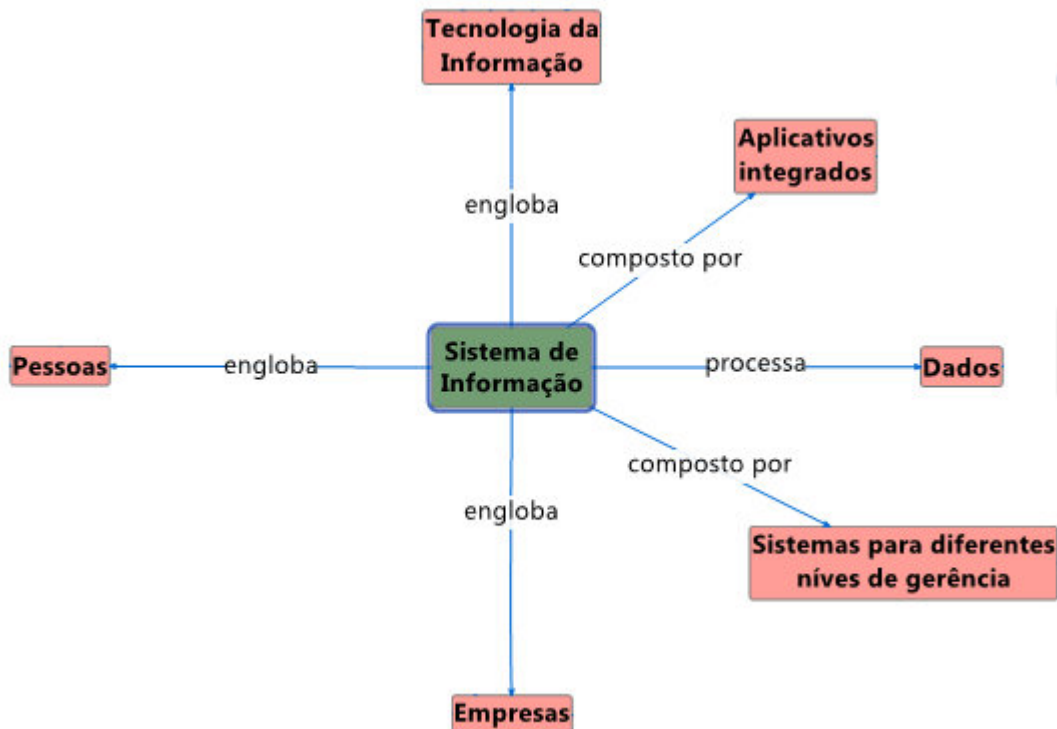 Tecnologia da
Informação
Aplicativos
integrados
engloba
composto por
Pessoas
engloba
Sistema de
Informação
processa
Dados
composto por
engloba
Sistemas para diferentes
níves de gerência
Empresas